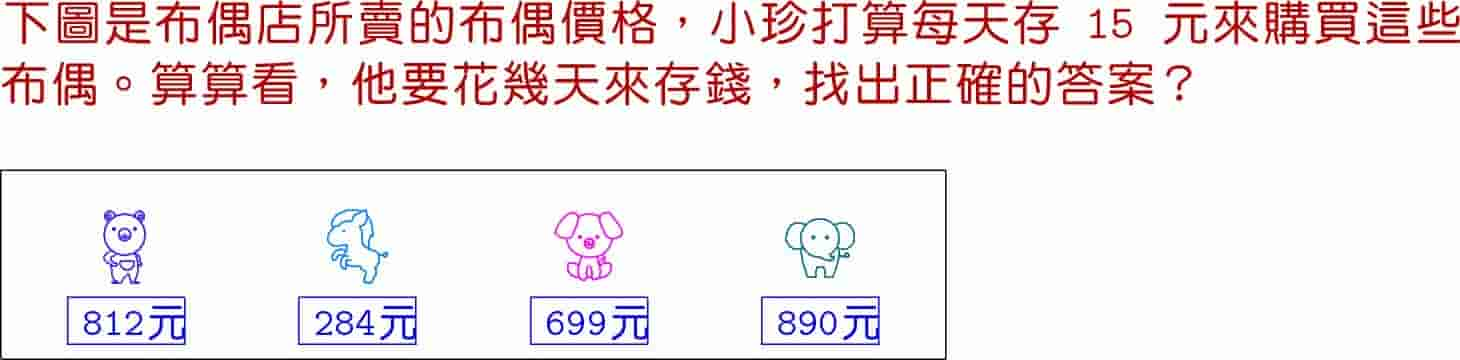 下圖是布偶店所賣的布偶價格，小珍打算每天存 15 元來購買這些
布偶。算算看，他要花幾天來存錢，找出正確的答案？
812元 284元 699元 890元